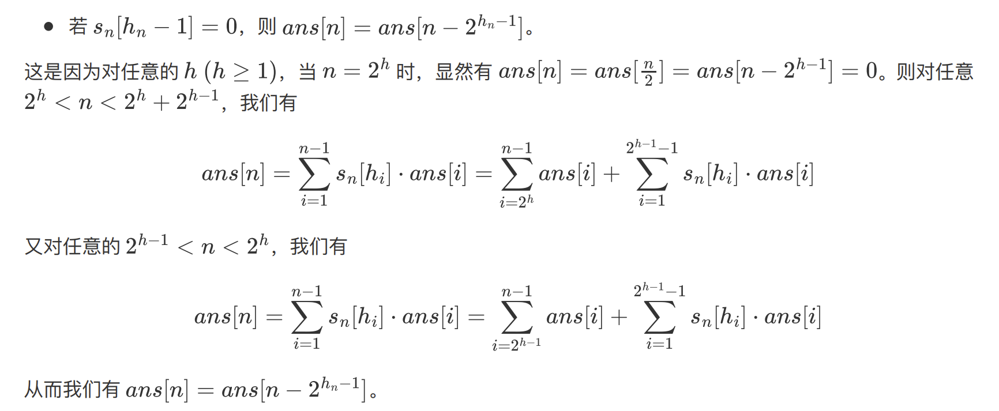 • 若 $s_n[h_n - 1] = 0$，则 $ans[n] = ans[n - 2^{h_n-1}]$。
这是因为对任意的 $h\ (h \geq 1)$，当 $n = 2^h$ 时，显然有 $ans[n] = ans[\frac{n}{2}] = ans[n - 2^{h-1}] = 0$。则对任意
$2^h < n < 2^h + 2^{h-1}$，我们有
$ans[n] = \sum_{i=1}^{n-1} s_n[h_i] \cdot ans[i] = \sum_{i=2^h}^{n-1} ans[i] + \sum_{i=1}^{2^{h-1}-1} s_n[h_i] \cdot ans[i]$
又对任意的 $2^{h-1} < n < 2^h$，我们有
$ans[n] = \sum_{i=1}^{n-1} s_n[h_i] \cdot ans[i] = \sum_{i=2^{h-1}}^{n-1} ans[i] + \sum_{i=1}^{2^{h-1}-1} s_n[h_i] \cdot ans[i]$
从而我们有 $ans[n] = ans[n - 2^{h_n-1}]$。